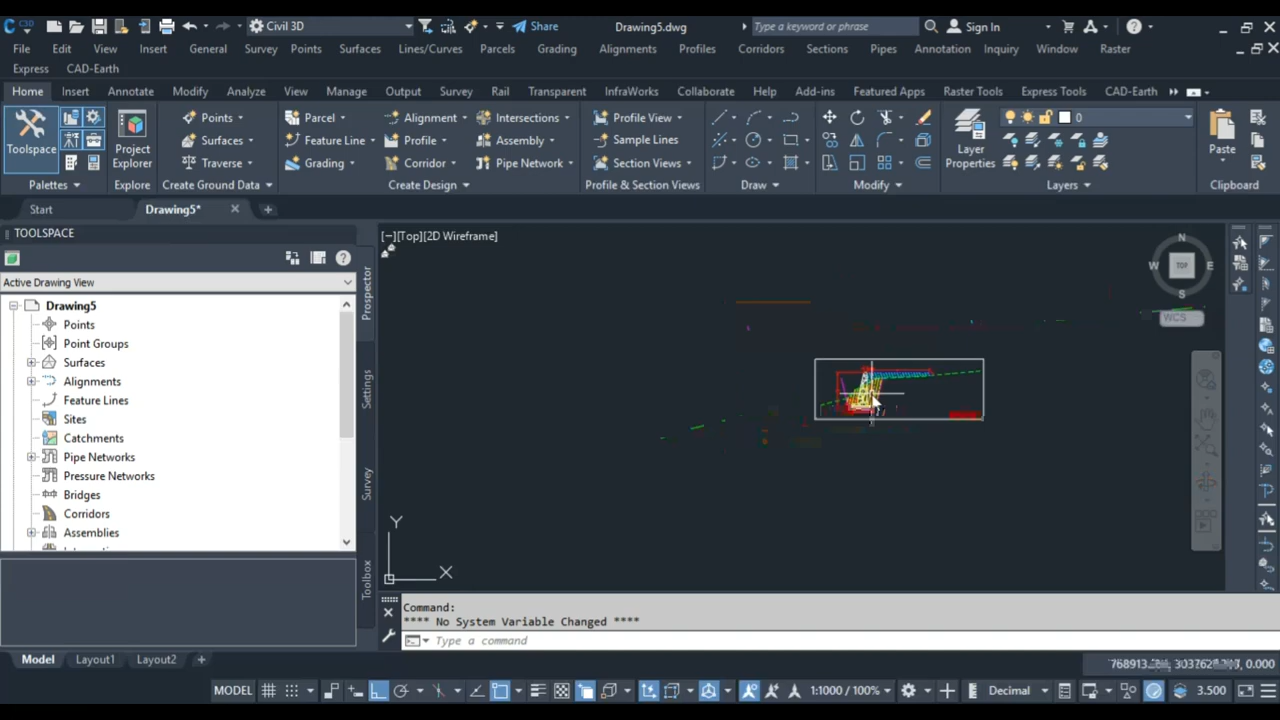 C3D Civil 3D Share Drawing5.dwg Type a keyword or phrase Sign In
File Edit View Insert General Survey Points Surfaces Lines/Curves Parcels Grading Alignments Profiles Corridors Sections Pipes Annotation Inquiry Window Raster
Express CAD-Earth
Home Insert Annotate Modify Analyze View Manage Output Survey Rail Transparent InfraWorks Collaborate Help Add-ins Featured Apps Raster Tools Express Tools CAD-Earth
Points Parcel Alignment Intersections Profile View 0
Toolspace Project Explorer Surfaces Feature Line Profile Assembly Sample Lines Layer Properties Paste
Traverse Grading Corridor Pipe Network Section Views
Palettes Explore Create Ground Data Create Design Profile & Section Views Draw Modify Layers Clipboard
Start Drawing5*
TOOLSPACE
[−][Top][2D Wireframe]
Active Drawing View
Drawing5
Points
Point Groups
Surfaces
Alignments
Feature Lines
Sites
Catchments
Pipe Networks
Pressure Networks
Bridges
Corridors
Assemblies
Prospector
Settings
Survey
Toolbox
N
W TOP E
S
WCS
Y
X
Command:
**** No System Variable Changed ****
Type a command
Model Layout1 Layout2 +
MODEL 1:1000 / 100% Decimal 3.500